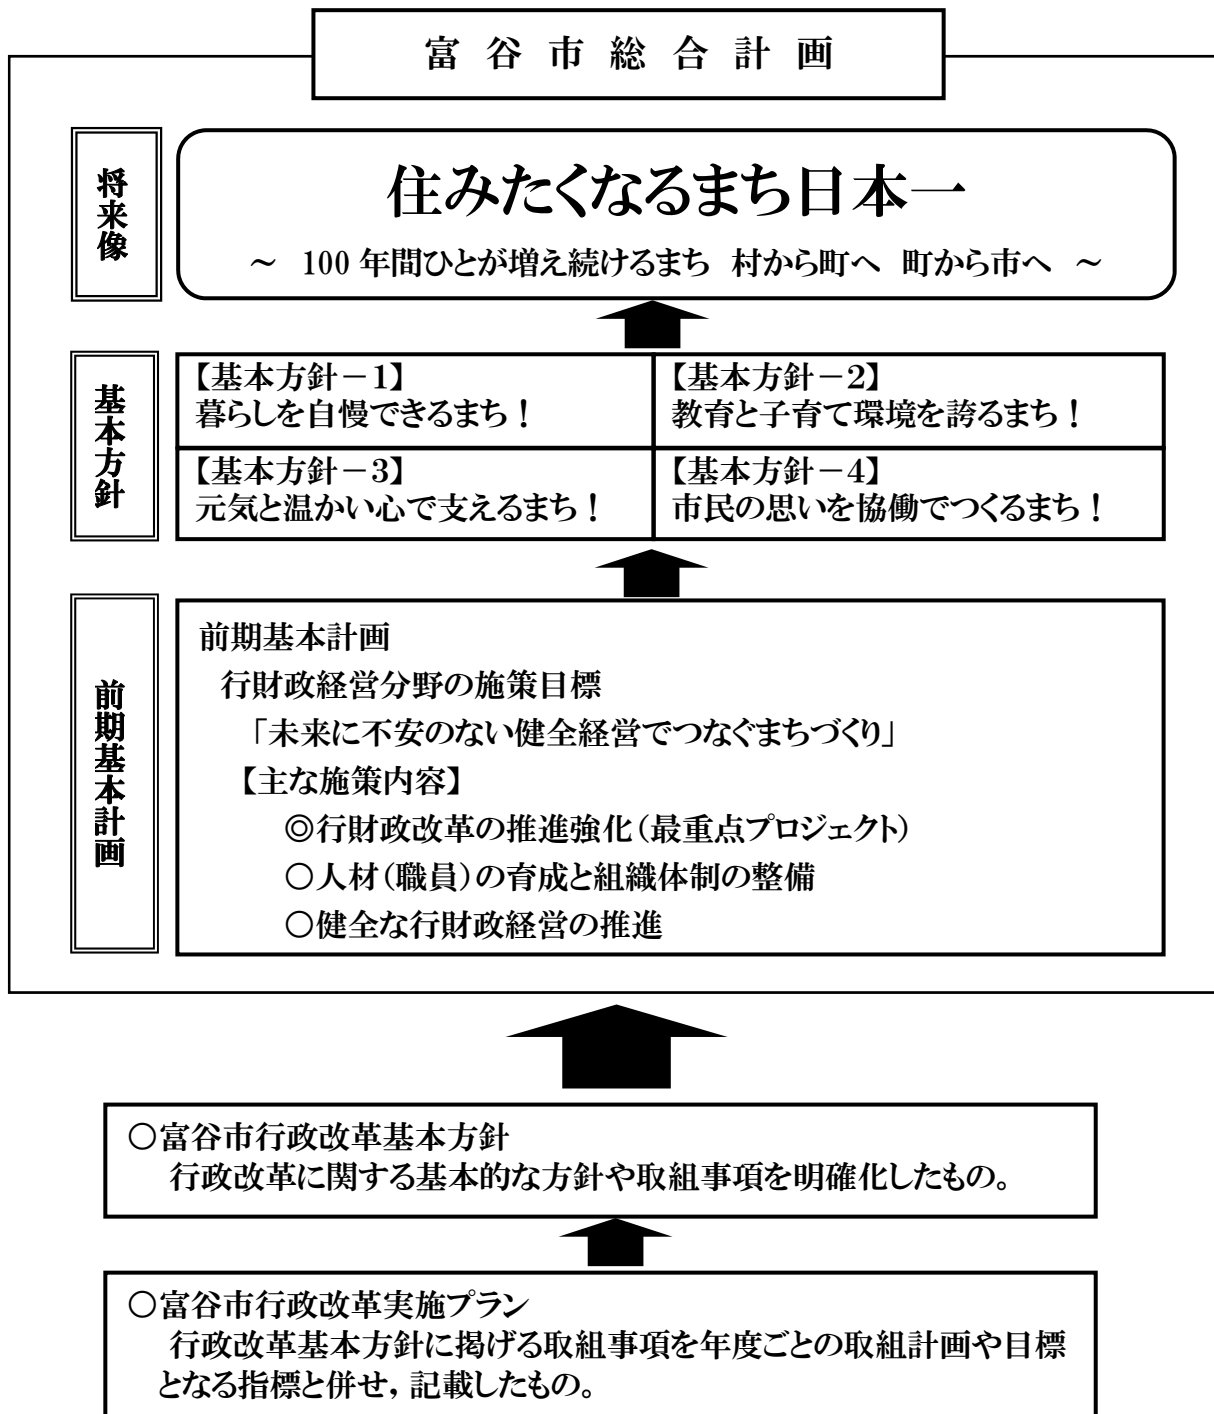 富谷市総合計画
将来像
住みたくなるまち日本一
～ 100年間ひとが増え続けるまち 村から町へ 町から市へ ～
基本方針
【基本方針－1】
暮らしを自慢できるまち！
【基本方針－2】
教育と子育て環境を誇るまち！
【基本方針－3】
元気と温かい心で支えるまち！
【基本方針－4】
市民の思いを協働でつくるまち！
前期基本計画
前期基本計画
行財政経営分野の施策目標
「未来に不安のない健全経営でつなぐまちづくり」
【主な施策内容】
◎行財政改革の推進強化（最重点プロジェクト）
○人材（職員）の育成と組織体制の整備
○健全な行財政経営の推進
○富谷市行政改革基本方針
行政改革に関する基本的な方針や取組事項を明確化したもの。
○富谷市行政改革実施プラン
行政改革基本方針に掲げる取組事項を年度ごとの取組計画や目標
となる指標と併せ，記載したもの。